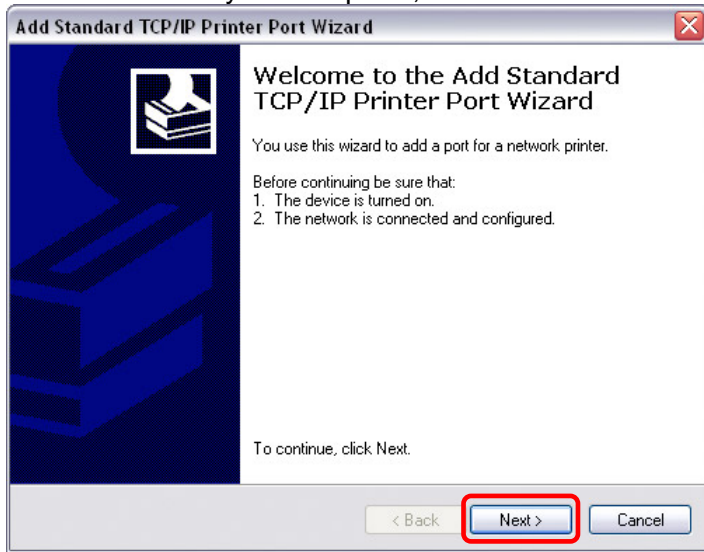 Add Standard TCP/IP Printer Port Wizard
Welcome to the Add Standard
TCP/IP Printer Port Wizard
You use this wizard to add a port for a network printer.
Before continuing be sure that:
1. The device is turned on.
2. The network is connected and configured.
To continue, click Next.
< Back
Next >
Cancel